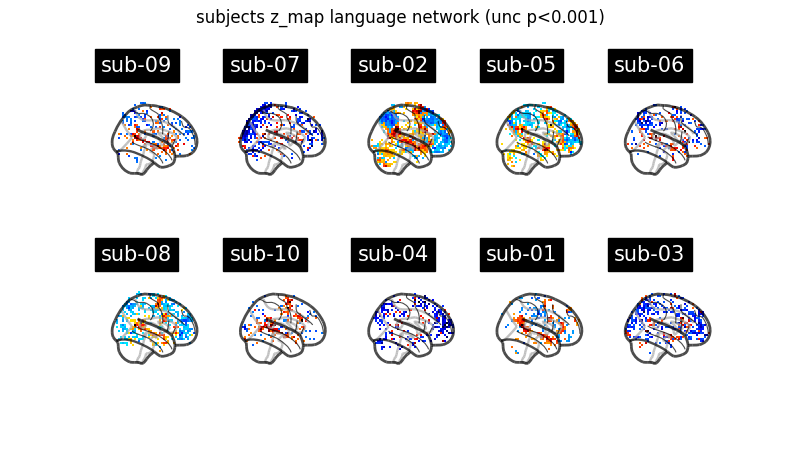 subjects z_map language network (unc p<0.001)
sub-09 sub-07 sub-02 sub-05 sub-06
sub-08 sub-10 sub-04 sub-01 sub-03